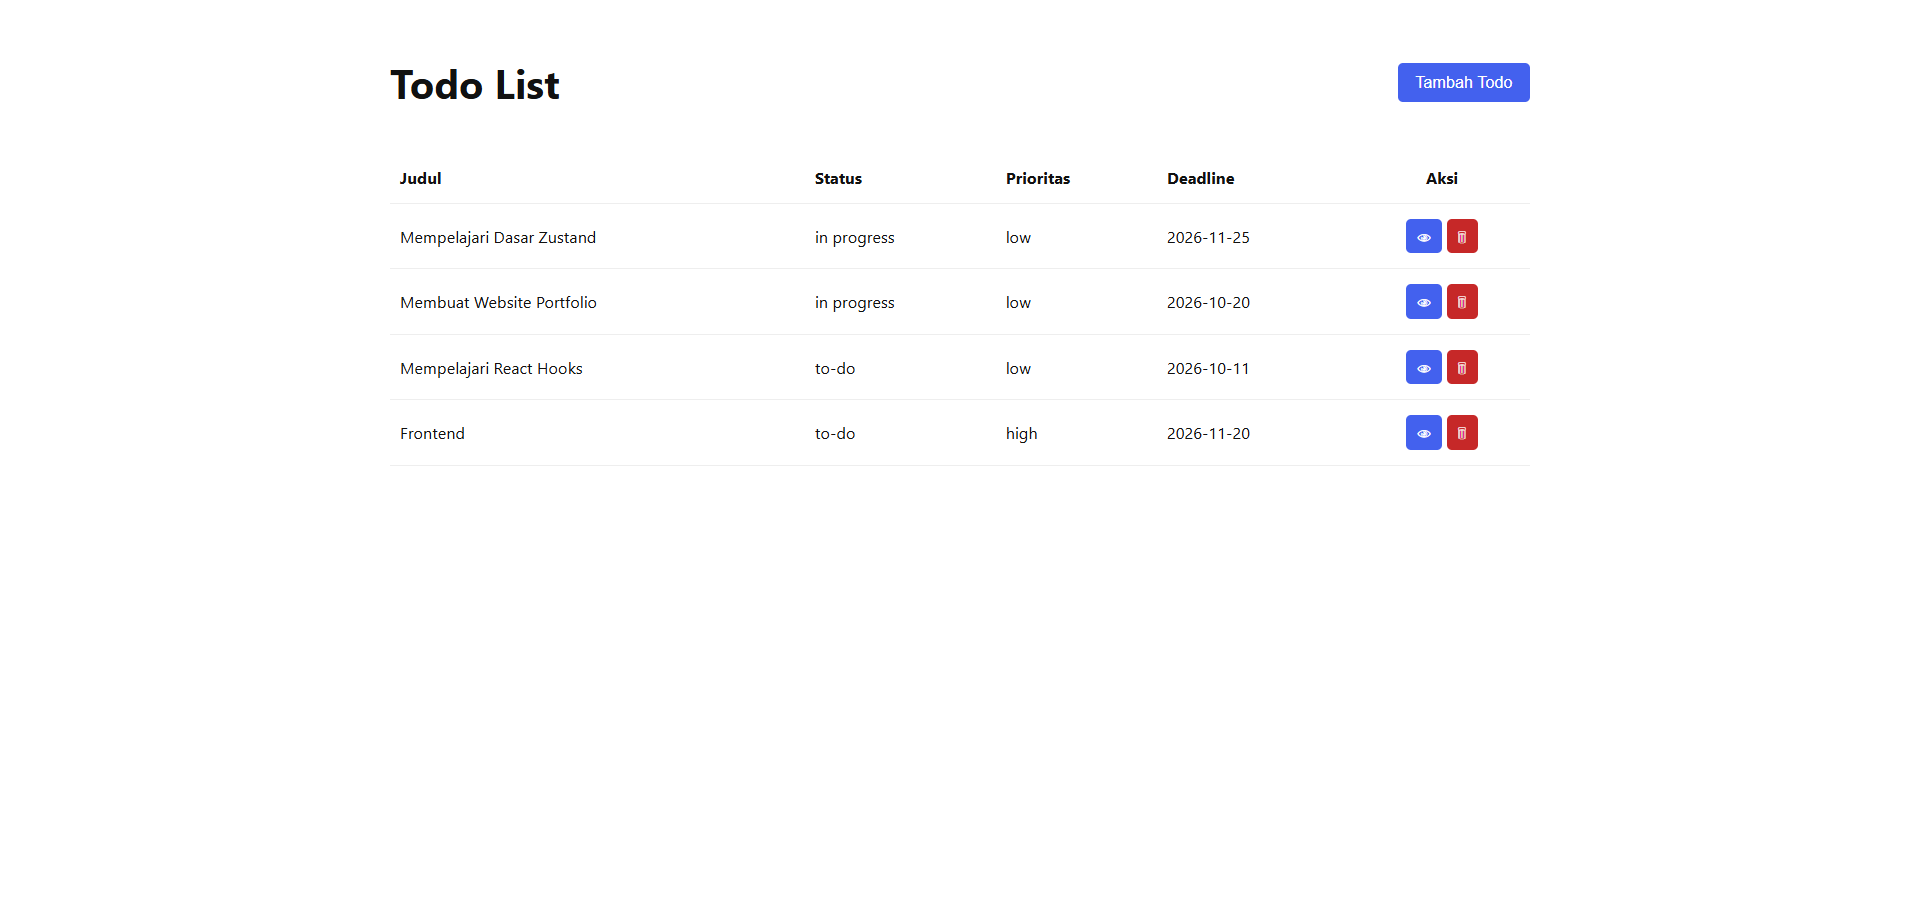 Todo List
Tambah Todo
Judul Status Prioritas Deadline Aksi
Mempelajari Dasar Zustand in progress low 2026-11-25
Membuat Website Portfolio in progress low 2026-10-20
Mempelajari React Hooks to-do low 2026-10-11
Frontend to-do high 2026-11-20